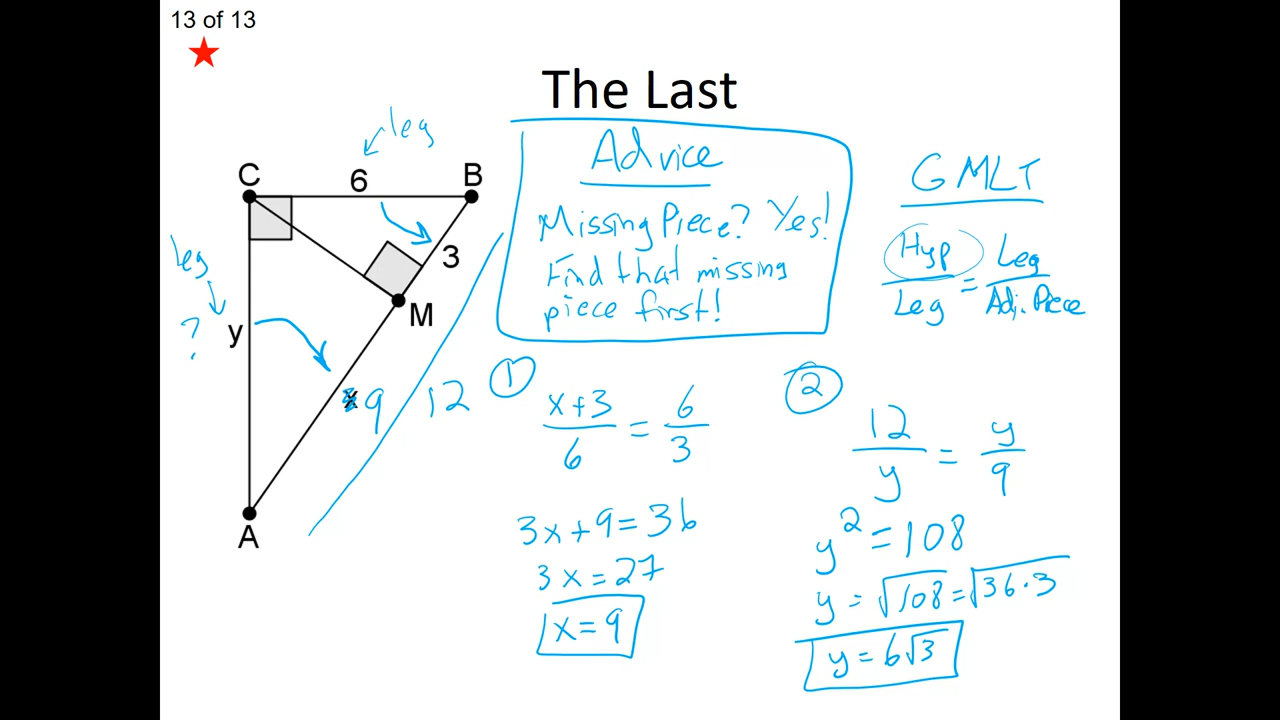 13 of 13
The Last
leg
C
6
B
3
M
leg
y
?
x 9
12
A
Advice
Missing Piece? Yes!
Find that missing
piece first!
GMLT
Hyp/Leg = Leg/Adj. Piece
①
x+3/6 = 6/3
3x+9=36
3x=27
x=9
②
12/y = y/9
y²=108
y=√108=√36·3
y=6√3